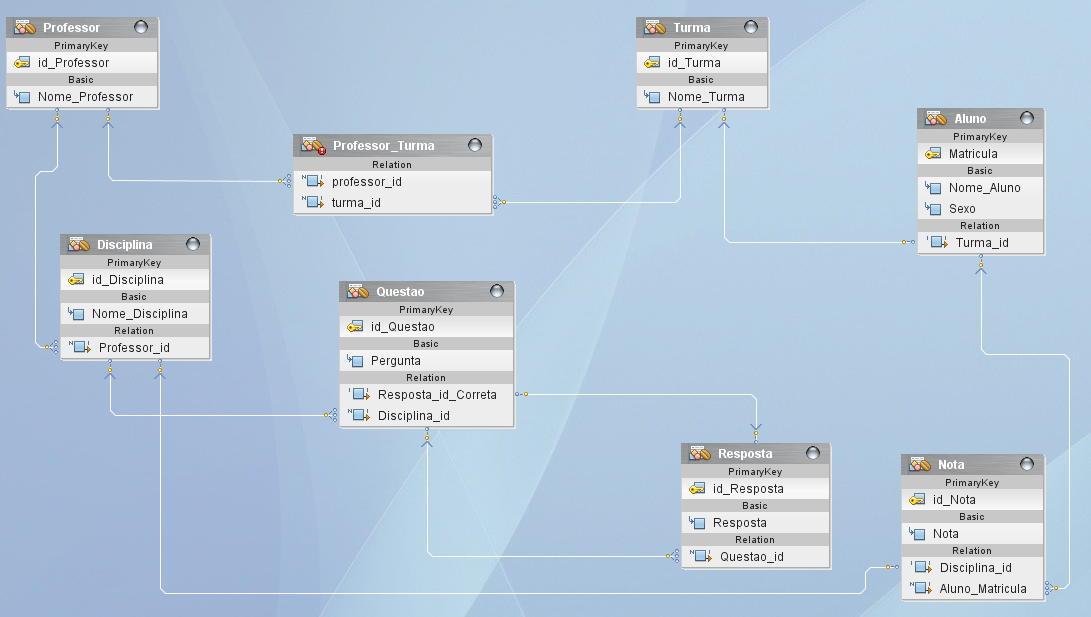 Professor
PrimaryKey
id_Professor
Basic
Nome_Professor
Turma
PrimaryKey
id_Turma
Basic
Nome_Turma
Aluno
PrimaryKey
Matricula
Basic
Nome_Aluno
Sexo
Relation
Turma_id
Professor_Turma
Relation
professor_id
turma_id
Disciplina
PrimaryKey
id_Disciplina
Basic
Nome_Disciplina
Relation
Professor_id
Questao
PrimaryKey
id_Questao
Basic
Pergunta
Relation
Resposta_id_Correta
Disciplina_id
Resposta
PrimaryKey
id_Resposta
Basic
Resposta
Relation
Questao_id
Nota
PrimaryKey
id_Nota
Basic
Nota
Relation
Disciplina_id
Aluno_Matricula